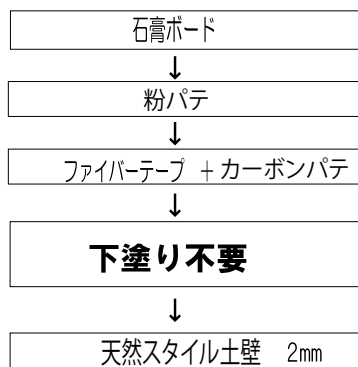 石膏ボード
↓
粉パテ
↓
ファイバーテープ ＋カーボンパテ
↓
下塗り不要
↓
天然スタイル土壁　2mm